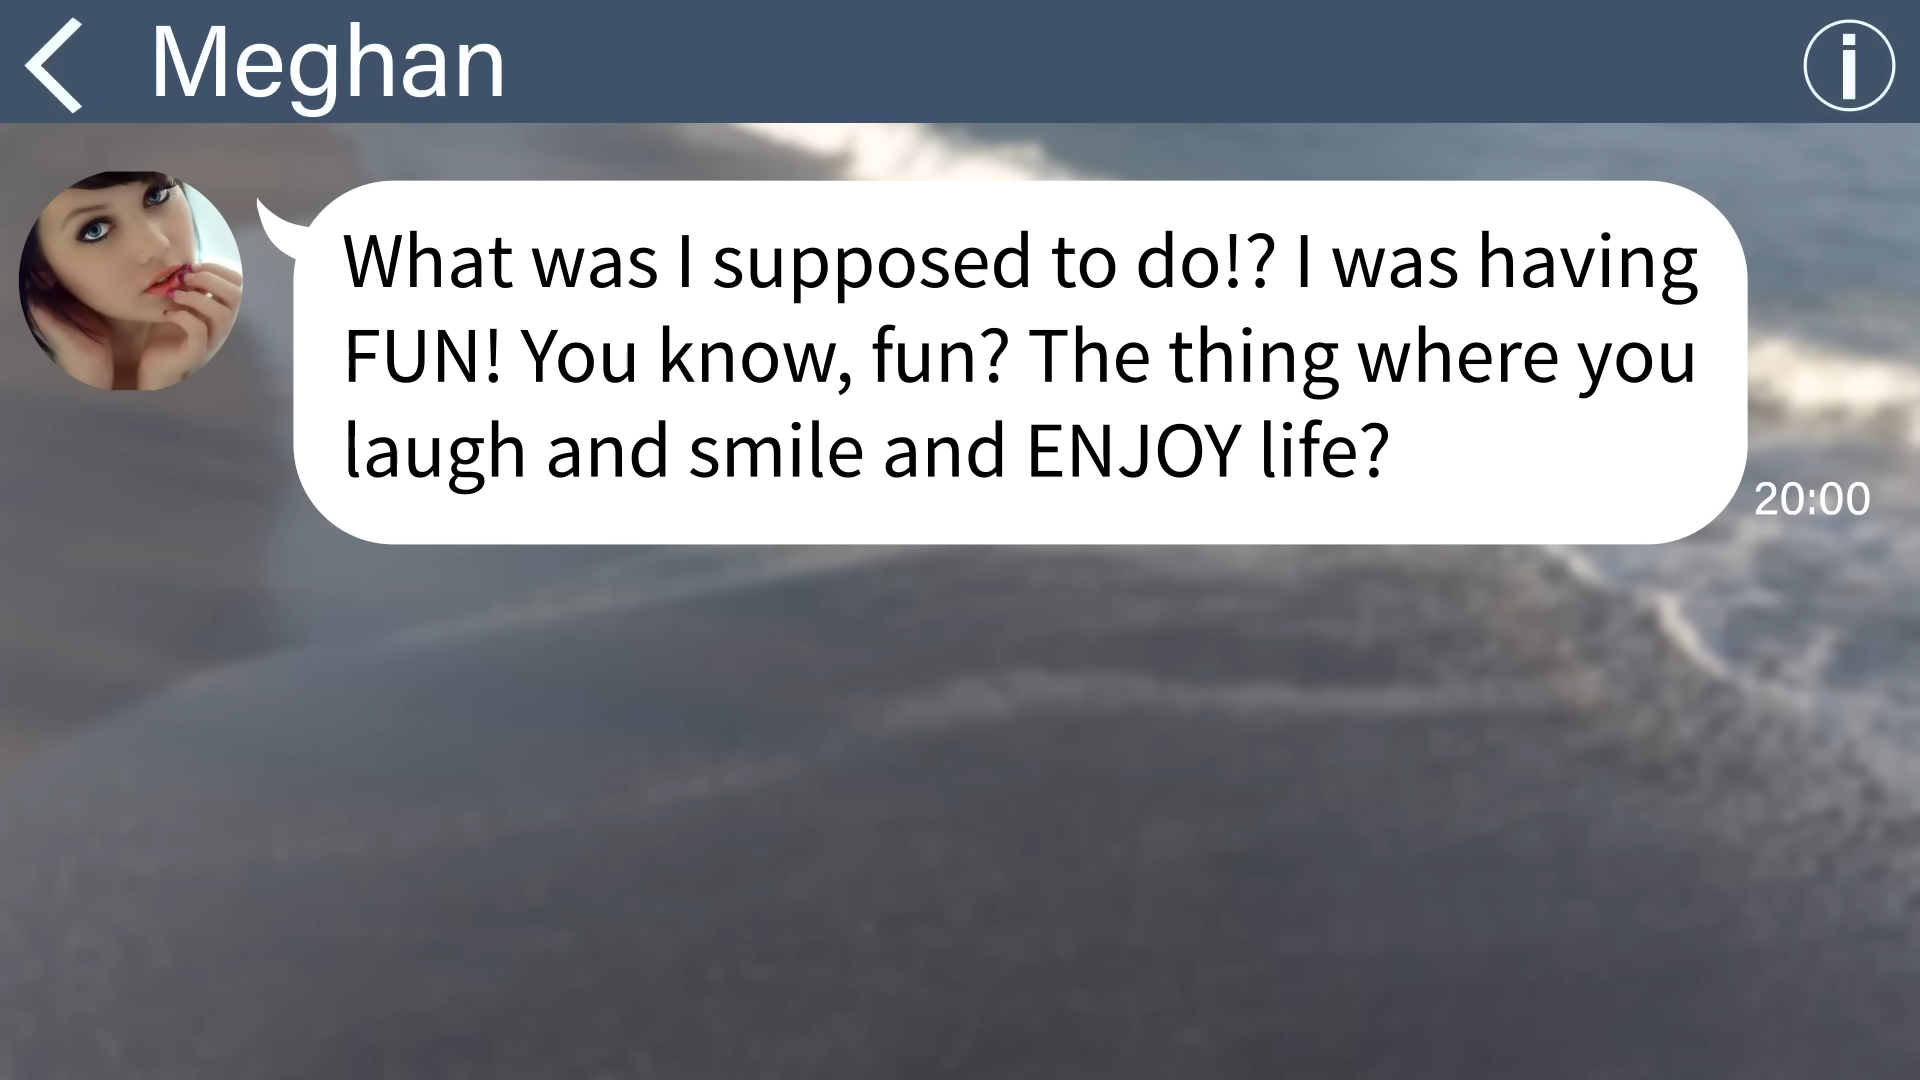 Meghan
What was I supposed to do!? I was having
FUN! You know, fun? The thing where you
laugh and smile and ENJOY life?
20:00